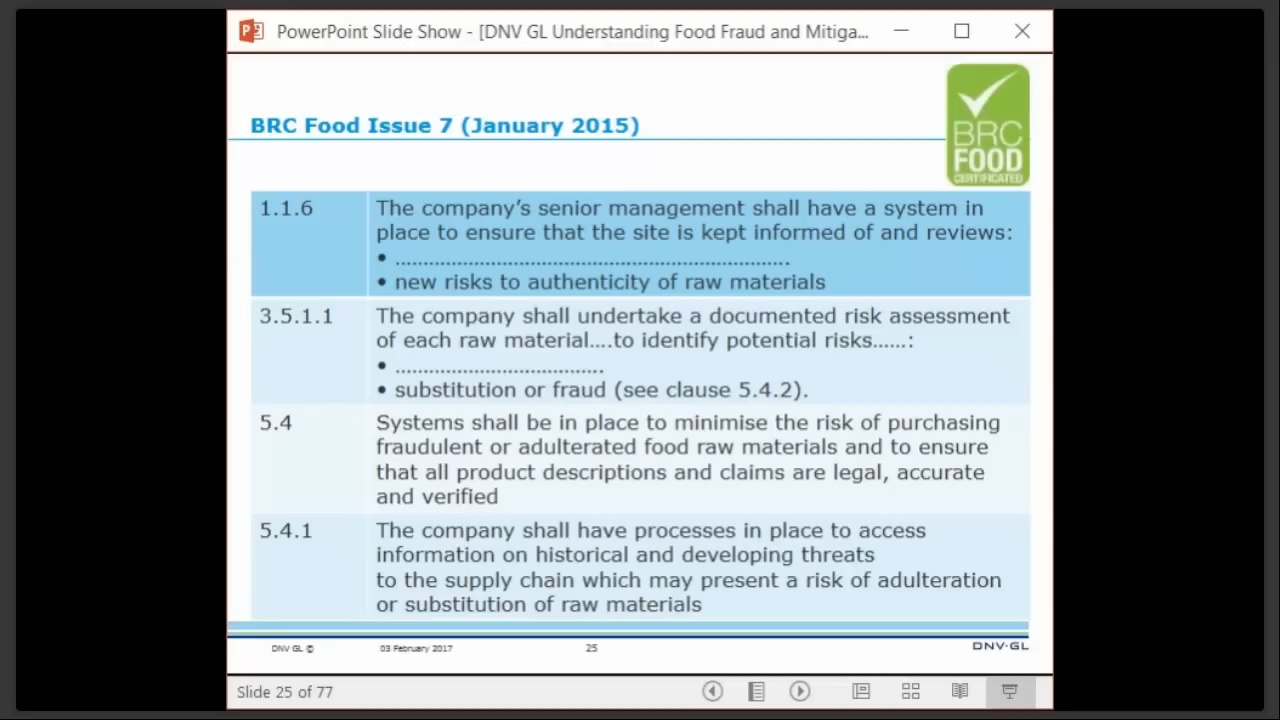 PowerPoint Slide Show - [DNV GL Understanding Food Fraud and Mitiga...
BRC
FOOD
CERTIFICATED
BRC Food Issue 7 (January 2015)
1.1.6
The company's senior management shall have a system in
place to ensure that the site is kept informed of and reviews:
• ......................................................................
• new risks to authenticity of raw materials
3.5.1.1
The company shall undertake a documented risk assessment
of each raw material....to identify potential risks......:
• .....................................
• substitution or fraud (see clause 5.4.2).
5.4
Systems shall be in place to minimise the risk of purchasing
fraudulent or adulterated food raw materials and to ensure
that all product descriptions and claims are legal, accurate
and verified
5.4.1
The company shall have processes in place to access
information on historical and developing threats
to the supply chain which may present a risk of adulteration
or substitution of raw materials
DNV GL © 03 February 2017 25 DNV·GL
Slide 25 of 77